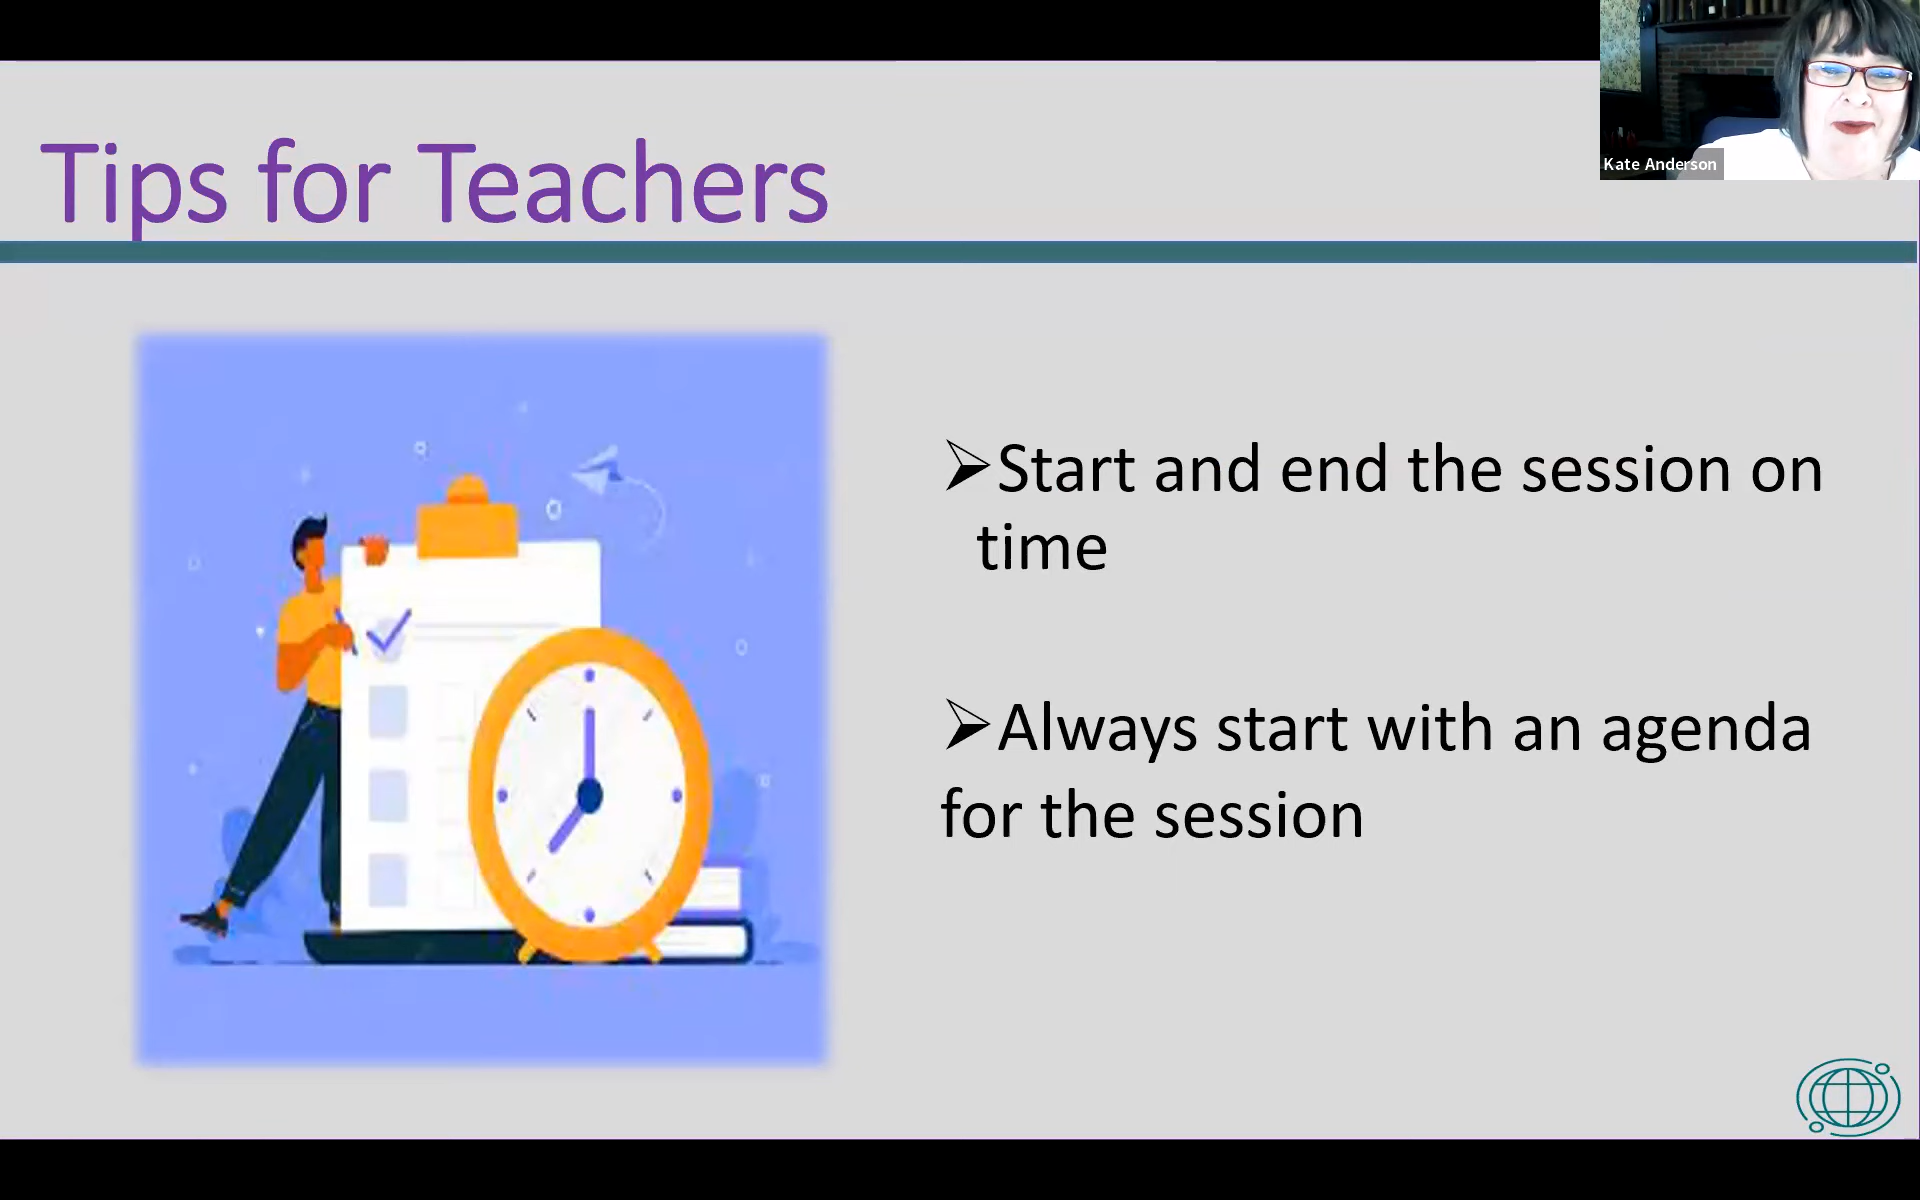 Tips for Teachers
Kate Anderson
➢Start and end the session on
time
➢Always start with an agenda
for the session